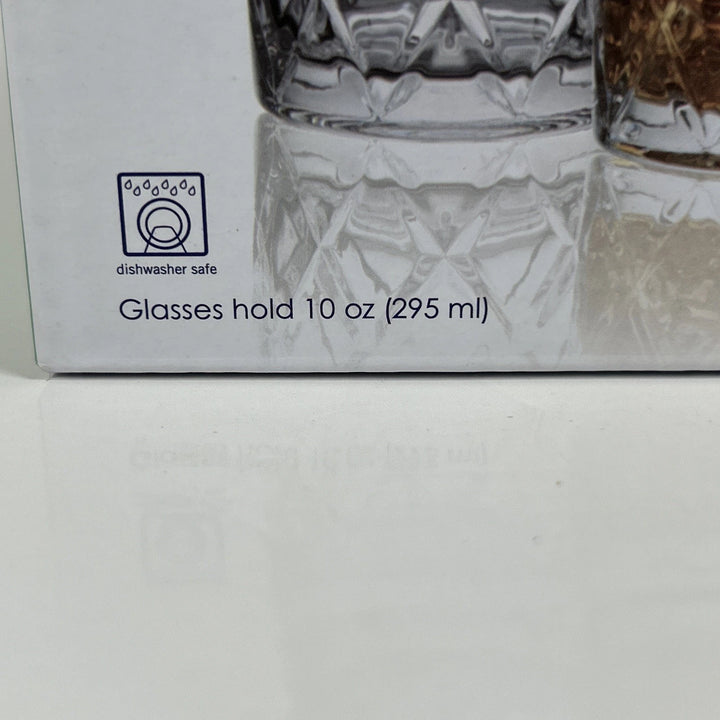 dishwasher safe
Glasses hold 10 oz (295 ml)